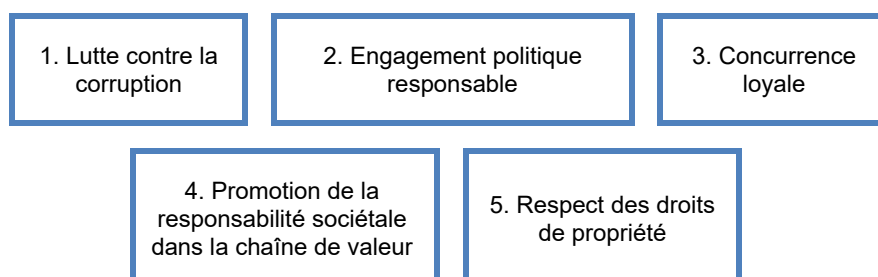 1. Lutte contre la
corruption
2. Engagement politique
responsable
3. Concurrence
loyale
4. Promotion de la
responsabilité sociétale
dans la chaîne de valeur
5. Respect des droits
de propriété